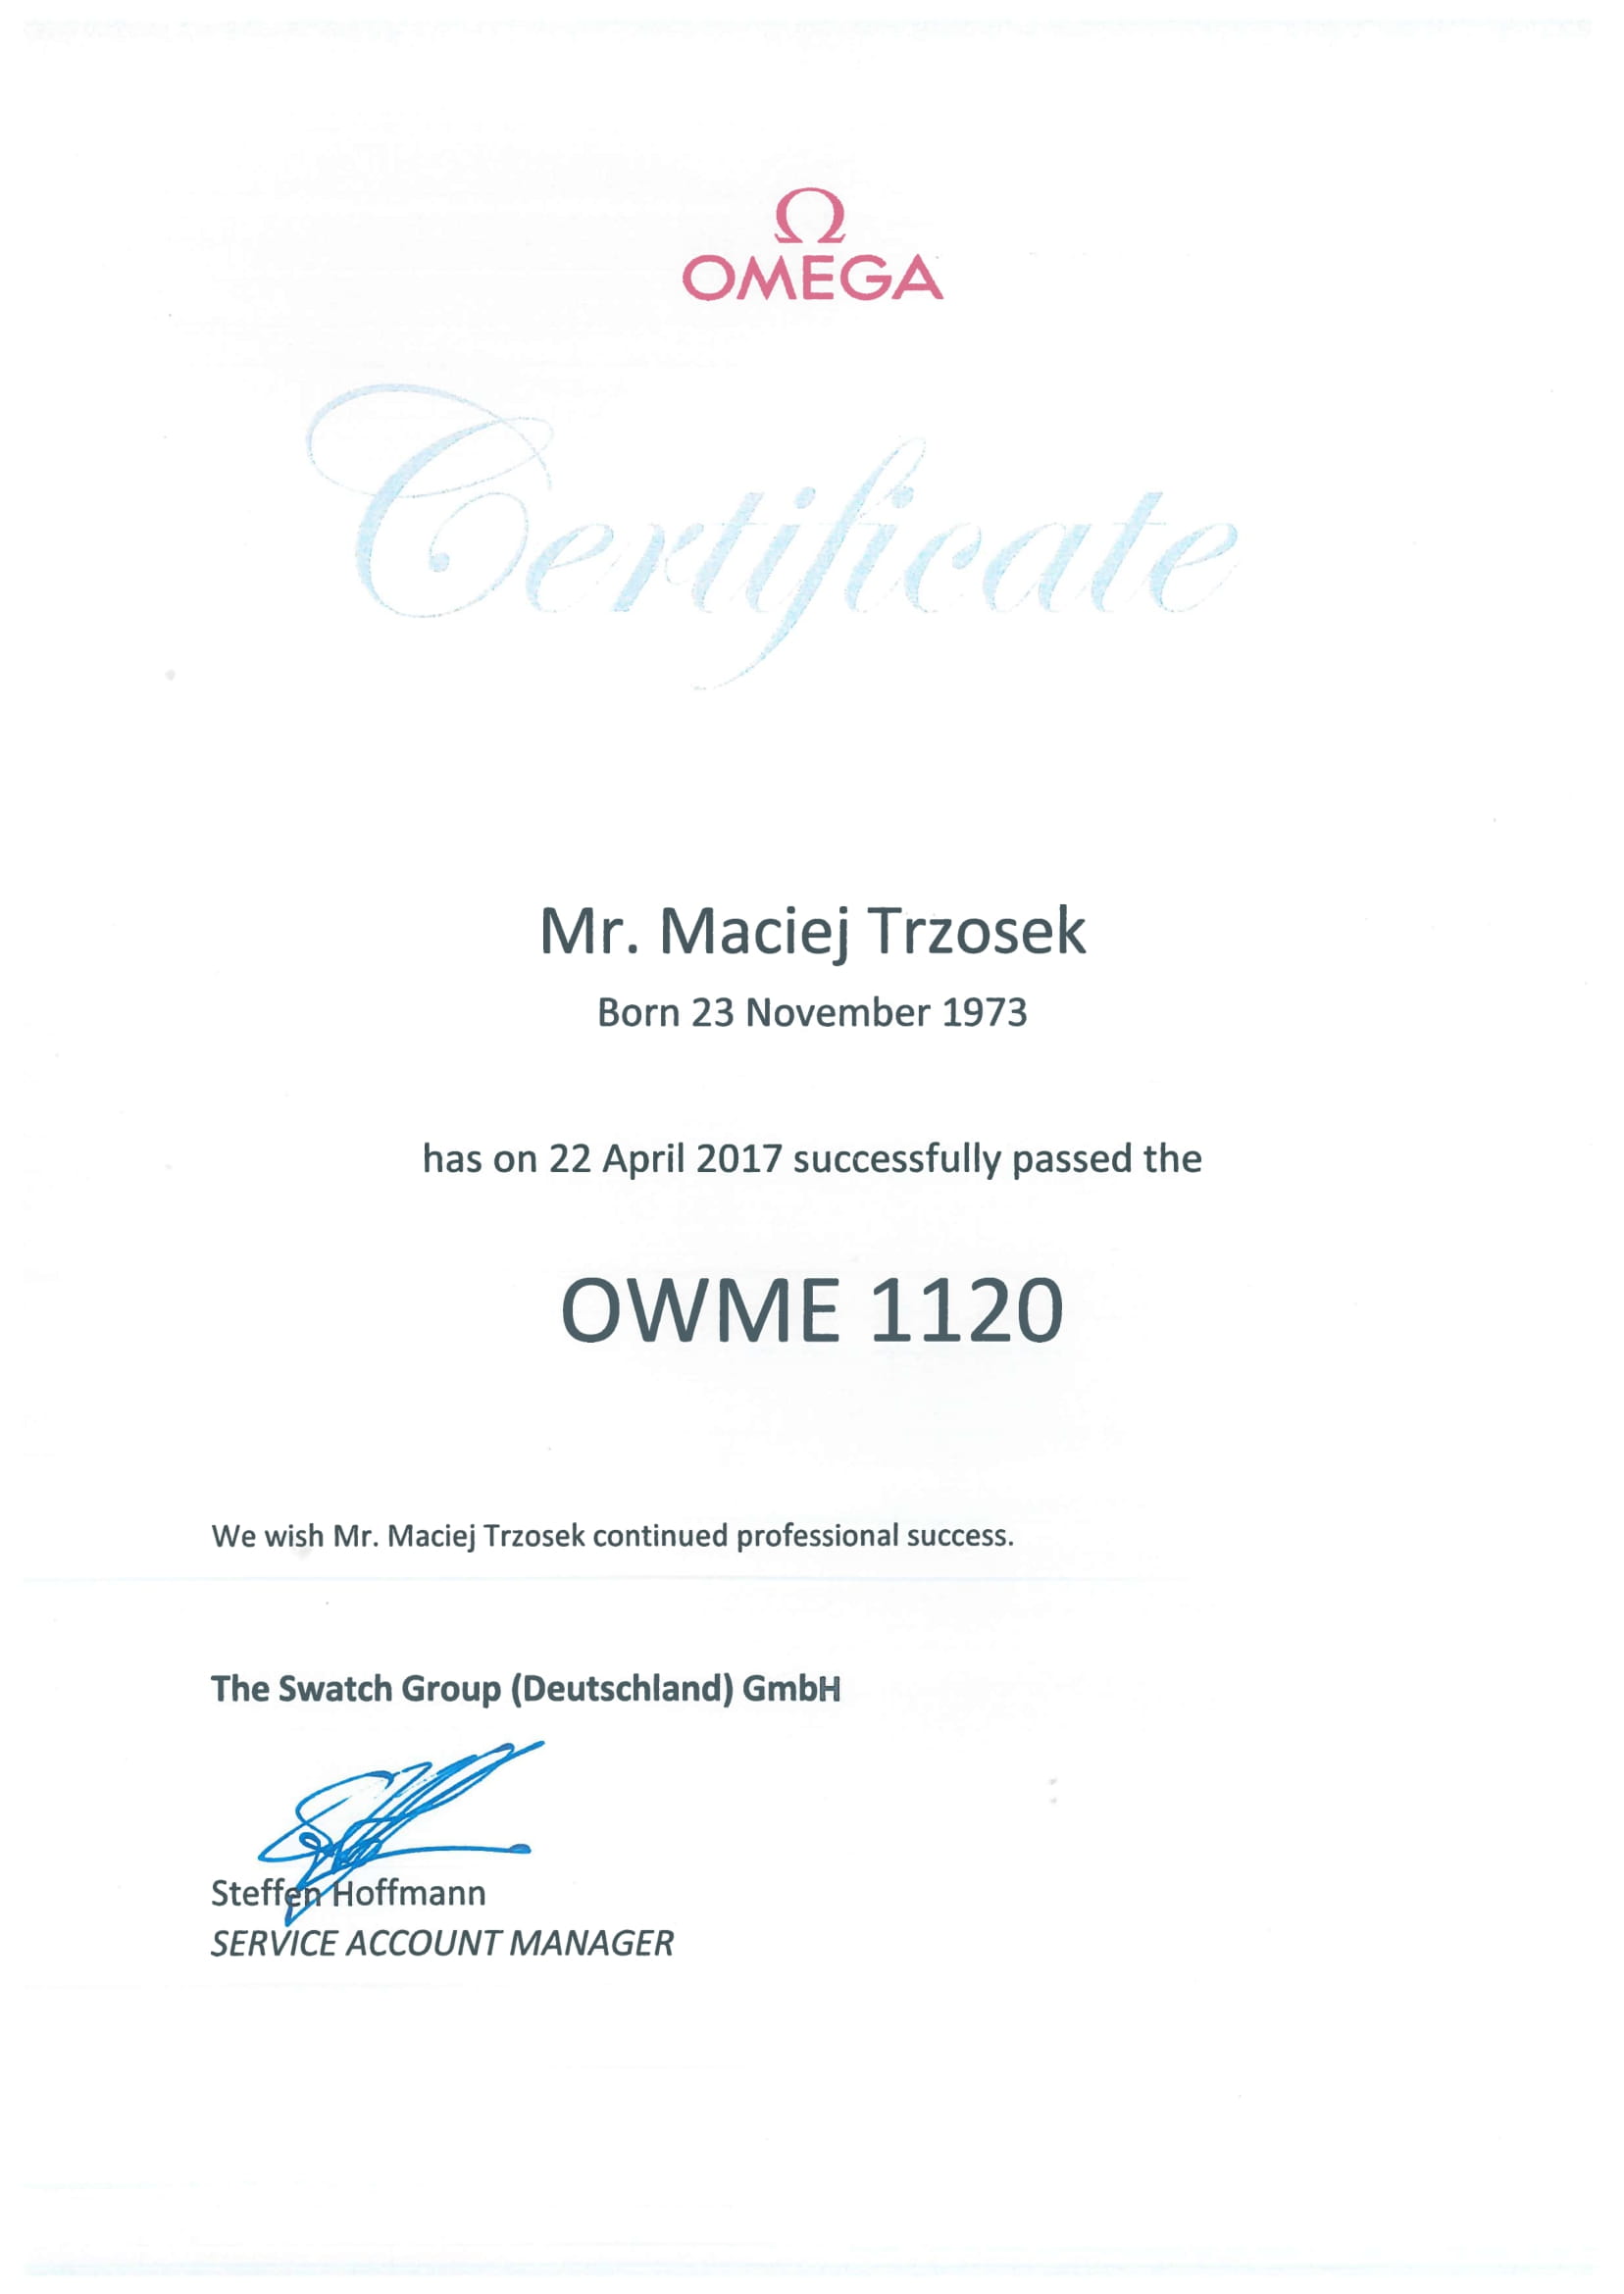 Ω
OMEGA
Certificate
Mr. Maciej Trzosek
Born 23 November 1973
has on 22 April 2017 successfully passed the
OWME 1120
We wish Mr. Maciej Trzosek continued professional success.
The Swatch Group (Deutschland) GmbH
Steffen Hoffmann
SERVICE ACCOUNT MANAGER